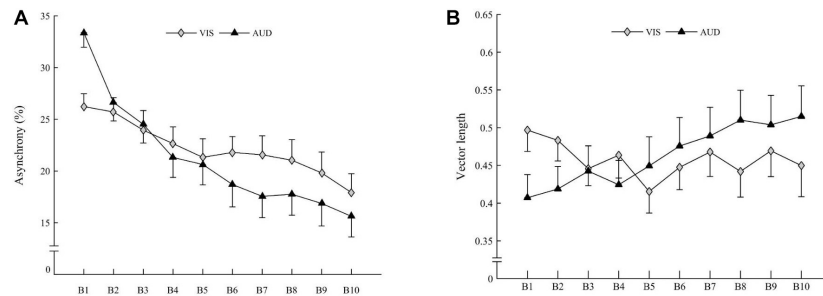 A
VIS AUD
Asynchrony (%)
35
30
25
20
15
0
B1 B2 B3 B4 B5 B6 B7 B8 B9 B10
B
VIS AUD
Vector length
0.65
0.6
0.55
0.5
0.45
0.4
0.35
0
B1 B2 B3 B4 B5 B6 B7 B8 B9 B10